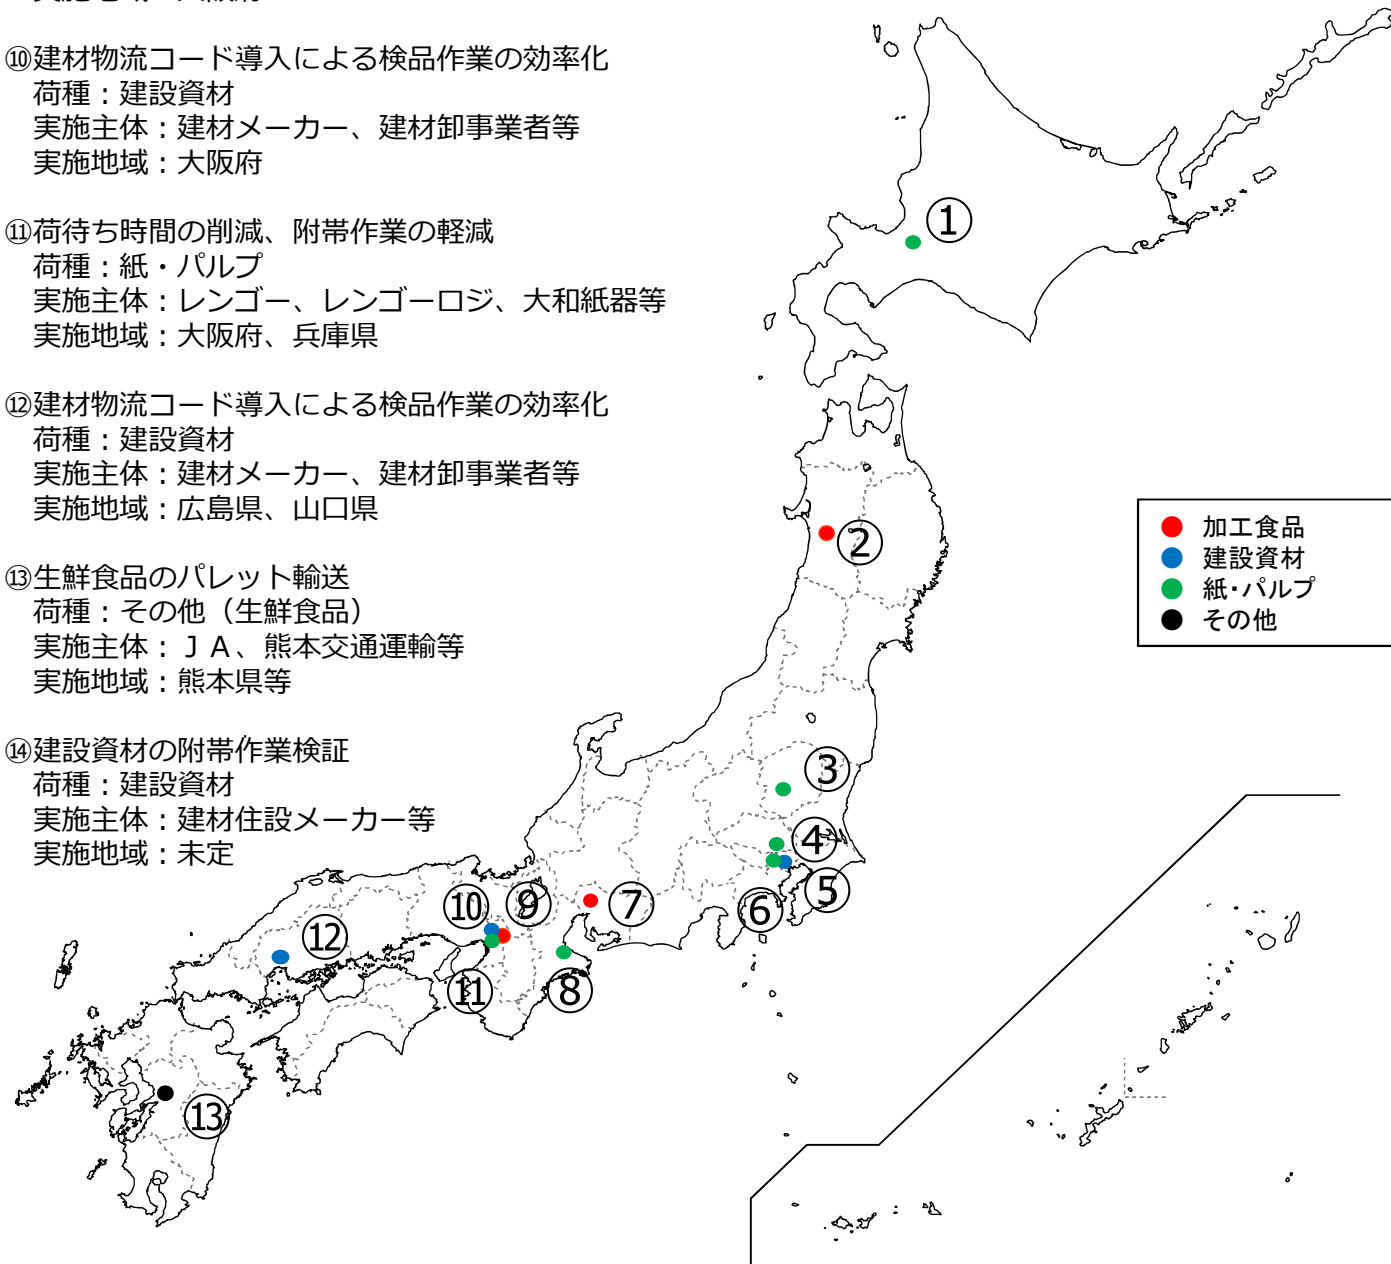 ⑩建材物流コード導入による検品作業の効率化
荷種：建設資材
実施主体：建材メーカー、建材卸事業者等
実施地域：大阪府
⑪荷待ち時間の削減、附帯作業の軽減
荷種：紙・パルプ
実施主体：レンゴー、レンゴーロジ、大和紙器等
実施地域：大阪府、兵庫県
⑫建材物流コード導入による検品作業の効率化
荷種：建設資材
実施主体：建材メーカー、建材卸事業者等
実施地域：広島県、山口県
⑬生鮮食品のパレット輸送
荷種：その他（生鮮食品）
実施主体：ＪＡ、熊本交通運輸等
実施地域：熊本県等
⑭建設資材の附帯作業検証
荷種：建設資材
実施主体：建材住設メーカー等
実施地域：未定
①
②
③
④
⑤
⑥
⑦
⑧
⑨
⑩
⑪
⑫
⑬
加工食品
建設資材
紙・パルプ
その他